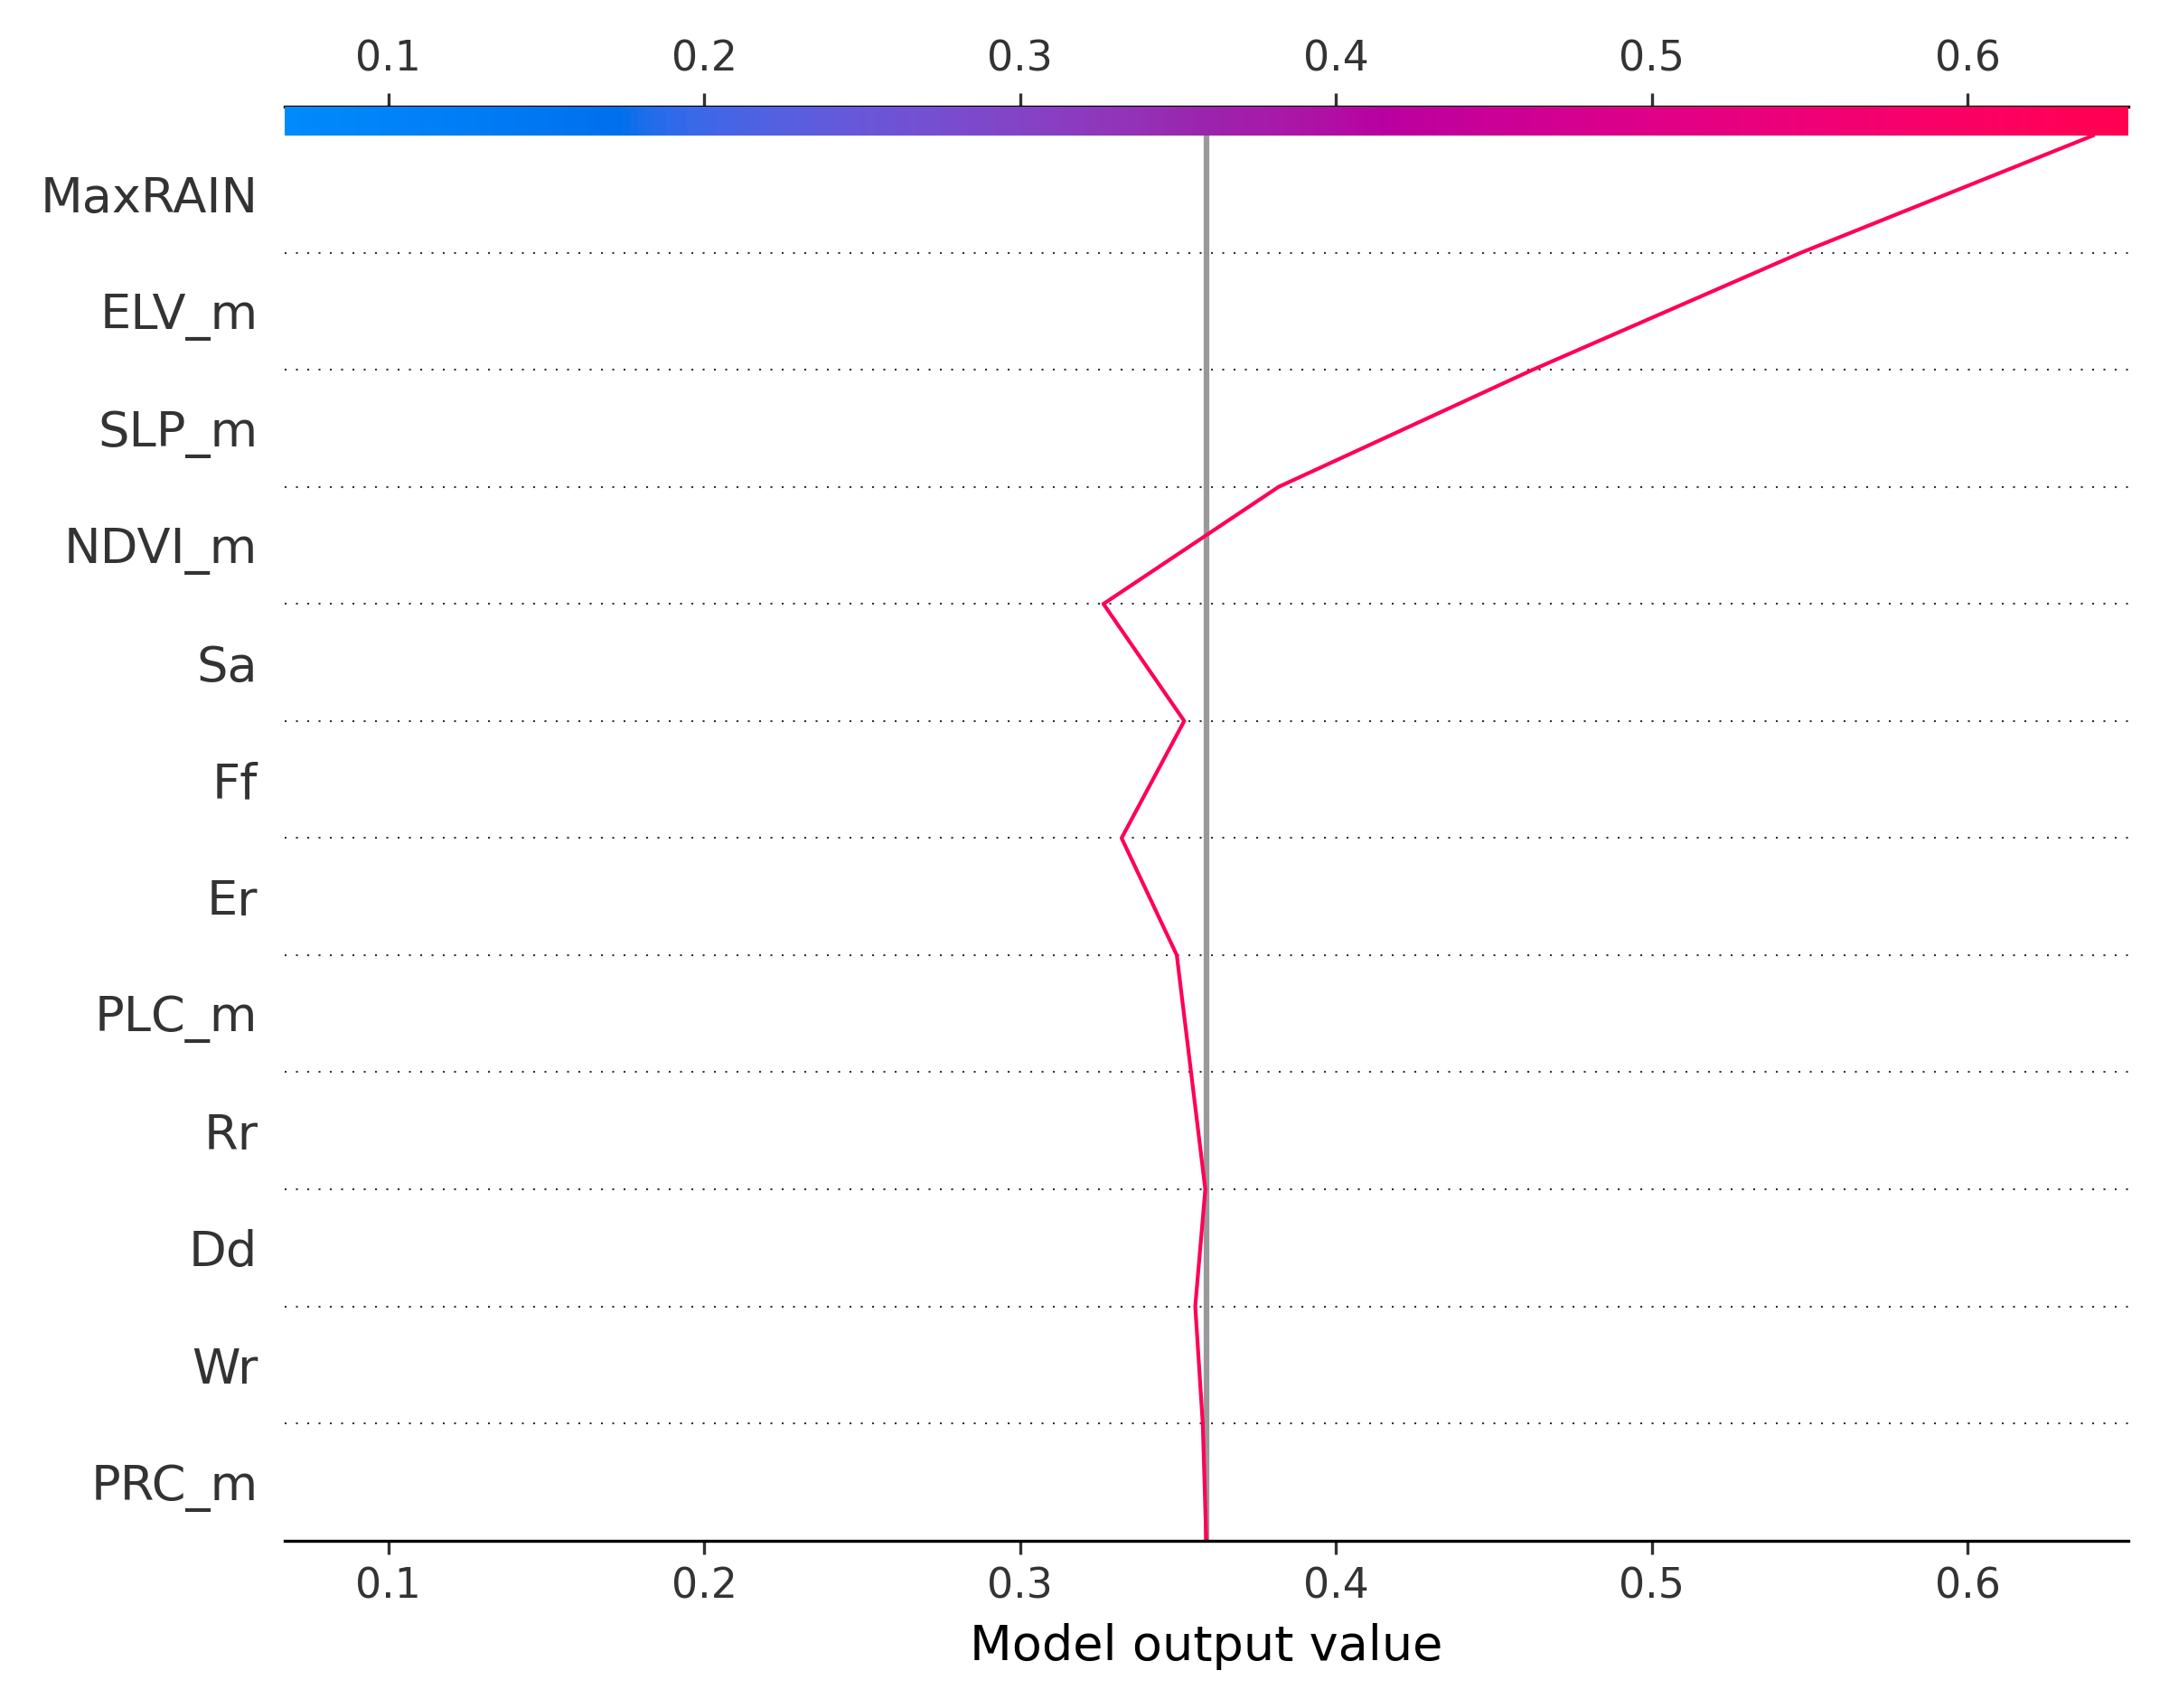 0.1 0.2 0.3 0.4 0.5 0.6
MaxRAIN
ELV_m
SLP_m
NDVI_m
Sa
Ff
Er
PLC_m
Rr
Dd
Wr
PRC_m
0.1 0.2 0.3 0.4 0.5 0.6
Model output value